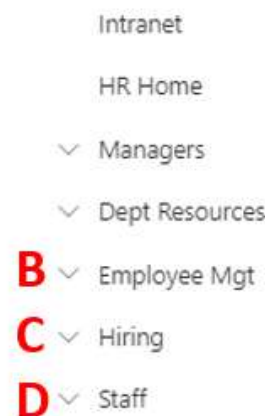 Intranet
HR Home
Managers
Dept Resources
B Employee Mgt
C Hiring
D Staff